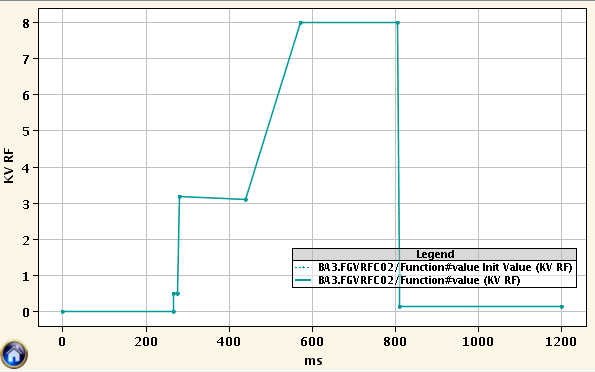 8
7
6
5
4
3
2
1
0
KV RF
Legend
BA3.FGVRFC02/Function#value Init Value (KV RF)
BA3.FGVRFC02/Function#value (KV RF)
0 200 400 600 800 1000 1200
ms